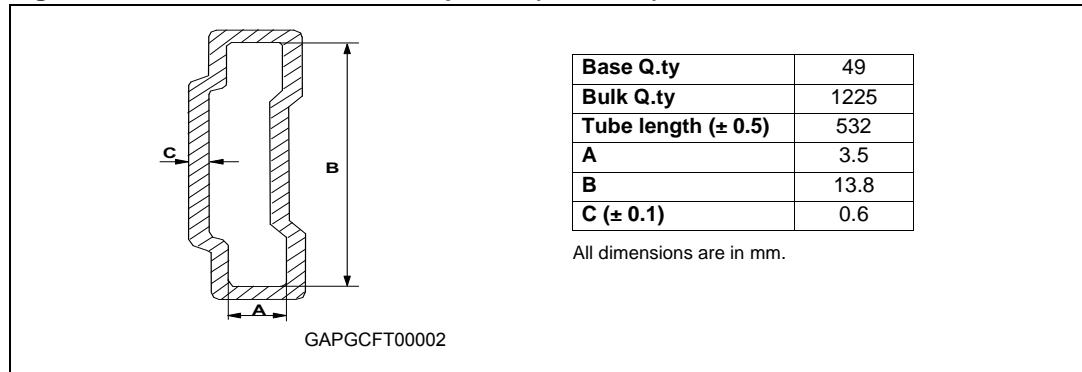 C
B
A
GAPGCFT00002
Base Q.ty 49
Bulk Q.ty 1225
Tube length (± 0.5) 532
A 3.5
B 13.8
C (± 0.1) 0.6
All dimensions are in mm.